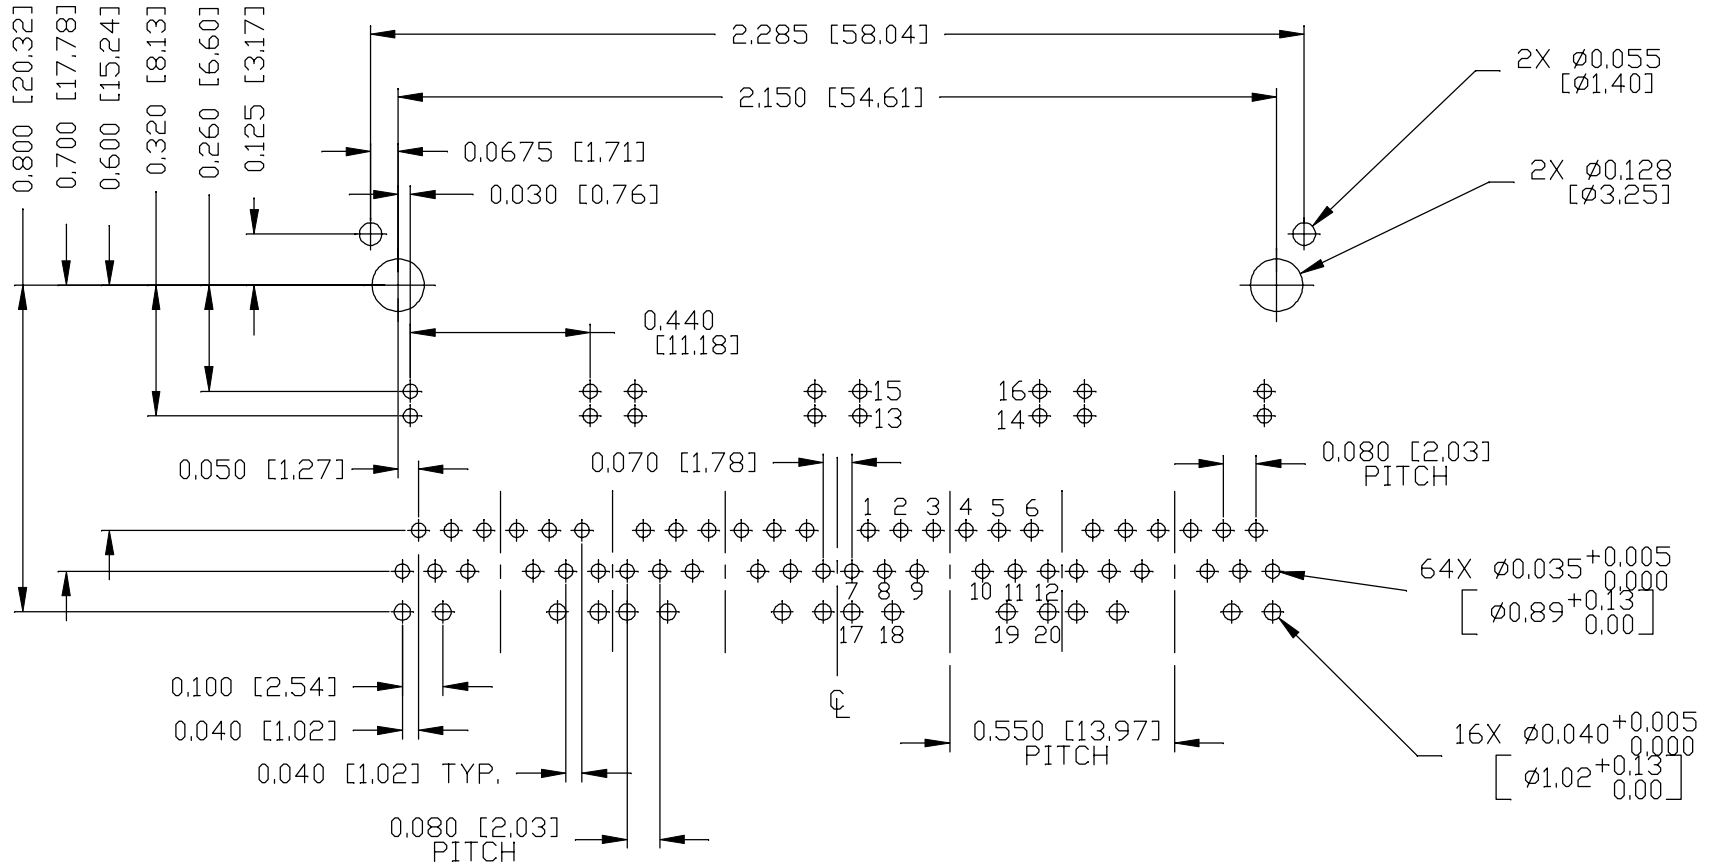 0.800 [20.32]
0.700 [17.78]
0.600 [15.24]
0.320 [8.13]
0.260 [6.60]
0.125 [3.17]
2.285 [58.04]
2.150 [54.61]
0.0675 [1.71]
0.030 [0.76]
2X Ø0.055
[Ø1.40]
2X Ø0.128
[Ø3.25]
0.440
[11.18]
15 16
13 14
0.050 [1.27]
0.070 [1.78]
0.080 [2.03]
PITCH
1 2 3 4 5 6
7 8 9 10 11 12
17 18 19 20
64X Ø0.035 +0.005
0.000
[Ø0.89 +0.13
0.00]
0.100 [2.54]
0.040 [1.02]
℄
0.550 [13.97]
PITCH
16X Ø0.040 +0.005
0.000
[Ø1.02 +0.13
0.00]
0.040 [1.02] TYP.
0.080 [2.03]
PITCH